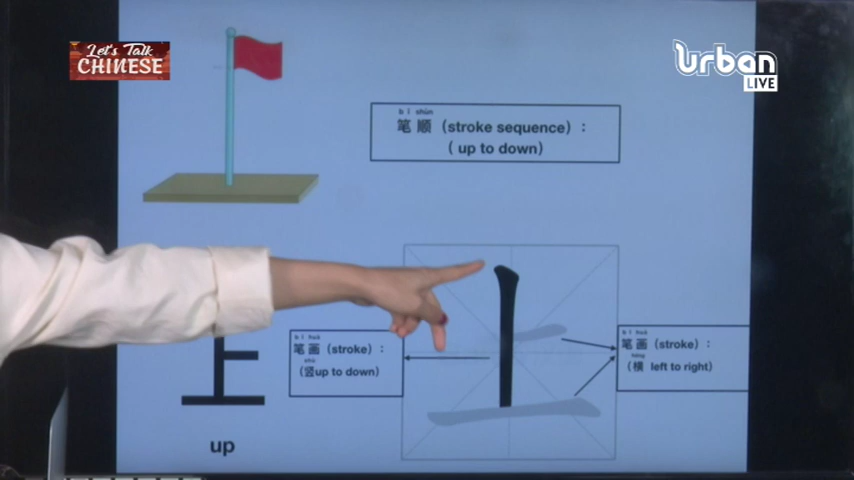 Let's Talk
CHINESE
Urban
LIVE
bǐ shùn
笔顺（stroke sequence）：
（up to down）
bǐ huà
笔画（stroke）：
shù
（竖up to down）
bǐ huà
笔画（stroke）：
héng
（横 left to right）
上
up